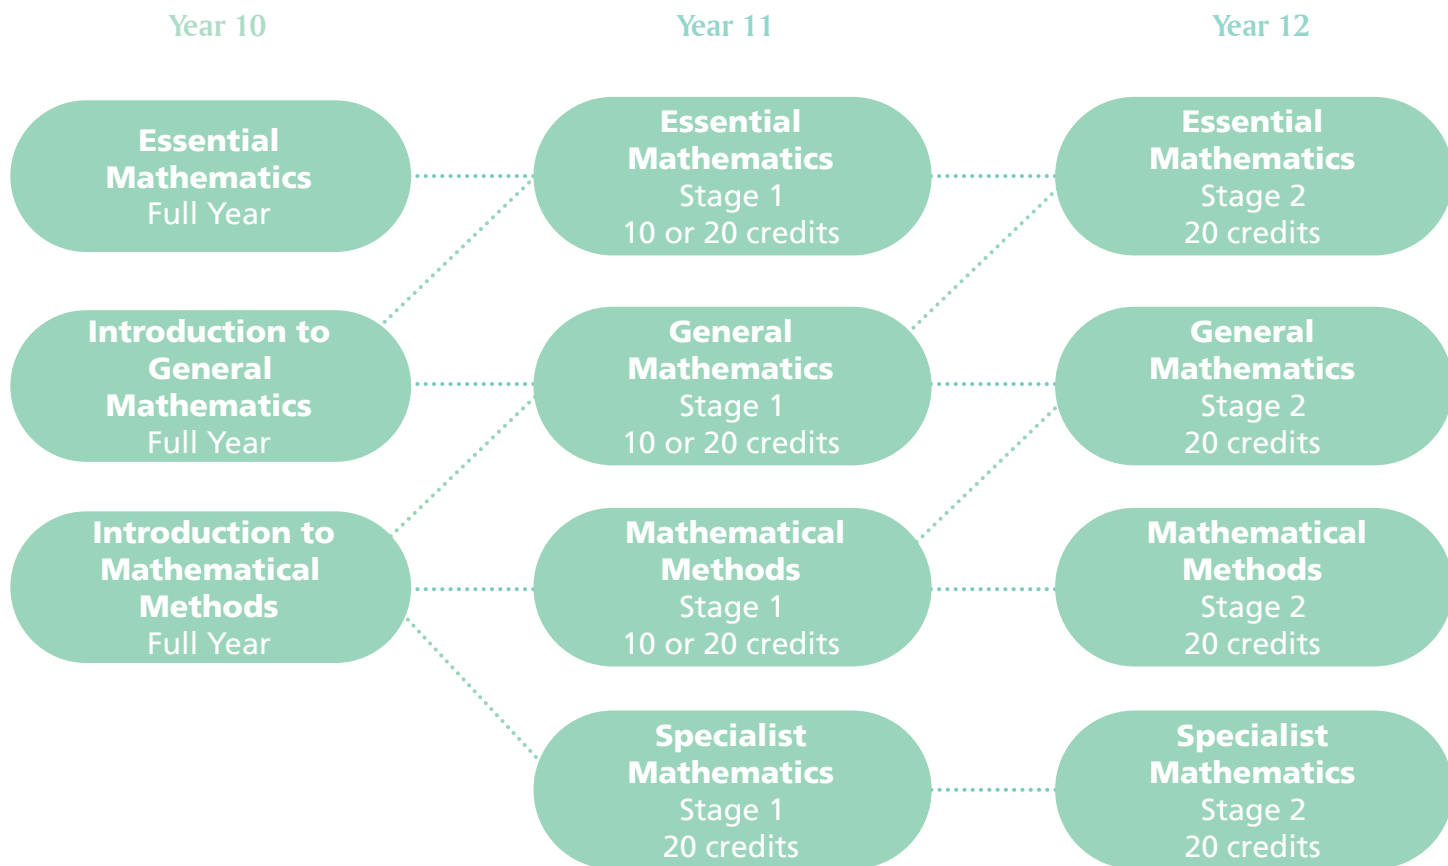 Year 10
Year 11
Year 12
Essential
Mathematics
Full Year
Essential
Mathematics
Stage 1
10 or 20 credits
Essential
Mathematics
Stage 2
20 credits
Introduction to
General
Mathematics
Full Year
General
Mathematics
Stage 1
10 or 20 credits
General
Mathematics
Stage 2
20 credits
Introduction to
Mathematical
Methods
Full Year
Mathematical
Methods
Stage 1
10 or 20 credits
Mathematical
Methods
Stage 2
20 credits
Specialist
Mathematics
Stage 1
20 credits
Specialist
Mathematics
Stage 2
20 credits